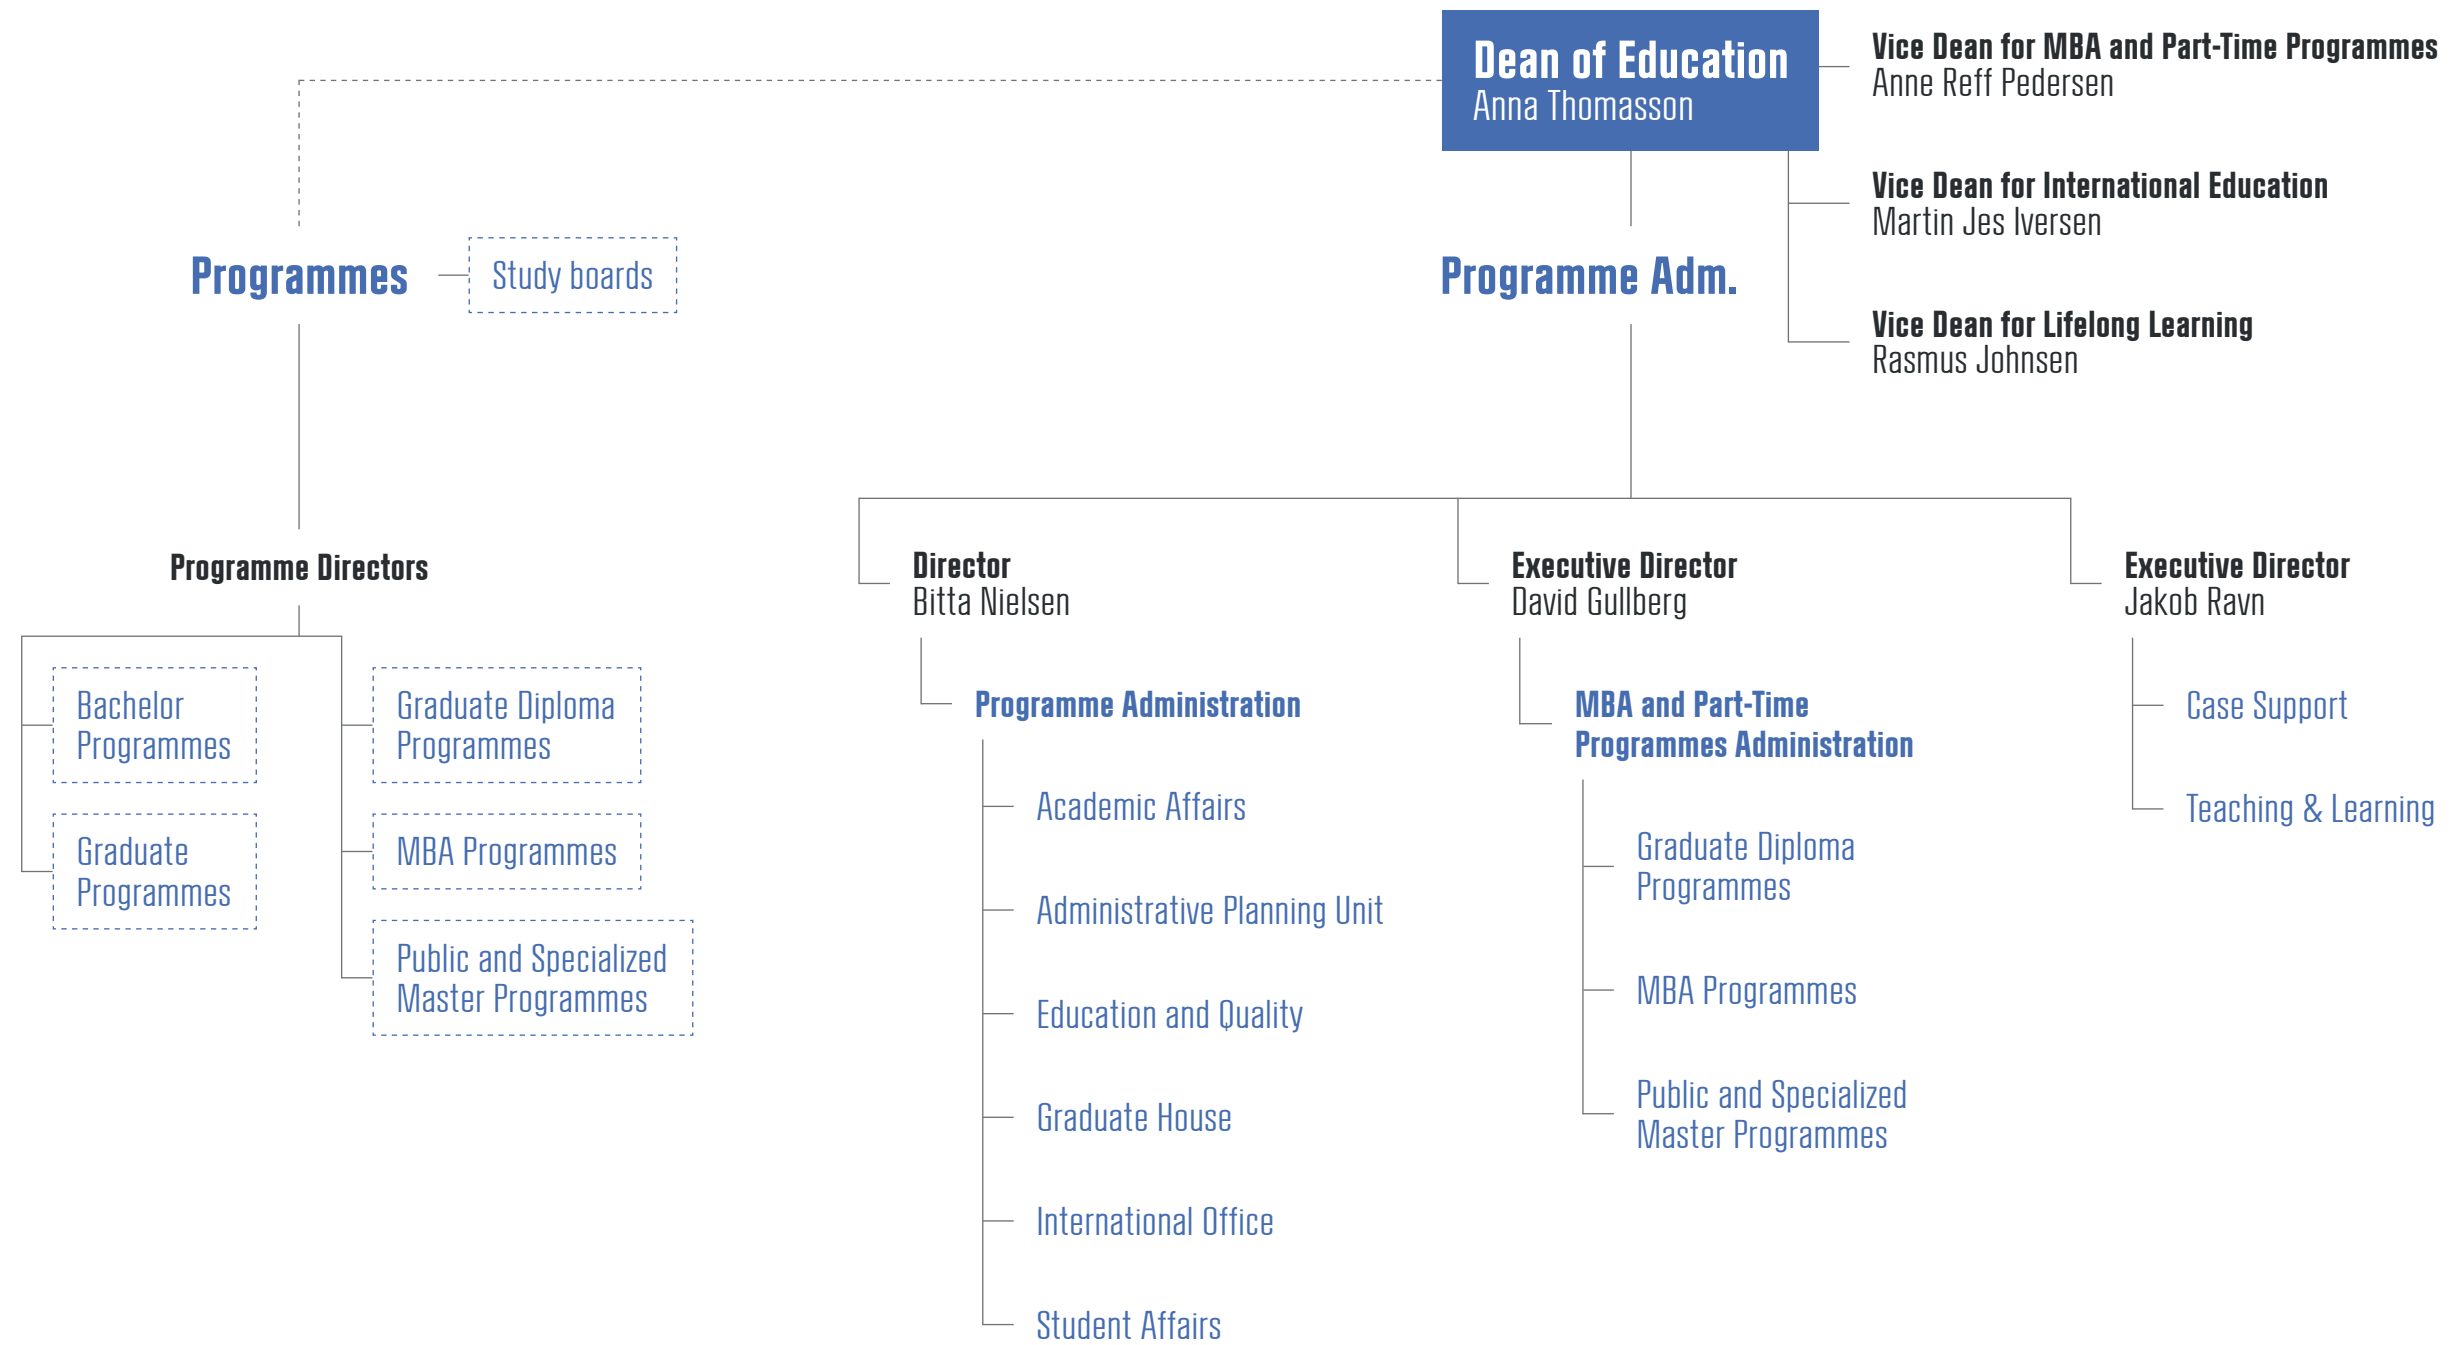 Dean of Education
Anna Thomasson
Vice Dean for MBA and Part-Time Programmes
Anne Reff Pedersen
Vice Dean for International Education
Martin Jes Iversen
Vice Dean for Lifelong Learning
Rasmus Johnsen
Programmes
Study boards
Programme Adm.
Programme Directors
Bachelor
Programmes
Graduate
Programmes
Graduate Diploma
Programmes
MBA Programmes
Public and Specialized
Master Programmes
Director
Bitta Nielsen
Programme Administration
Academic Affairs
Administrative Planning Unit
Education and Quality
Graduate House
International Office
Student Affairs
Executive Director
David Gullberg
MBA and Part-Time
Programmes Administration
Graduate Diploma
Programmes
MBA Programmes
Public and Specialized
Master Programmes
Executive Director
Jakob Ravn
Case Support
Teaching & Learning